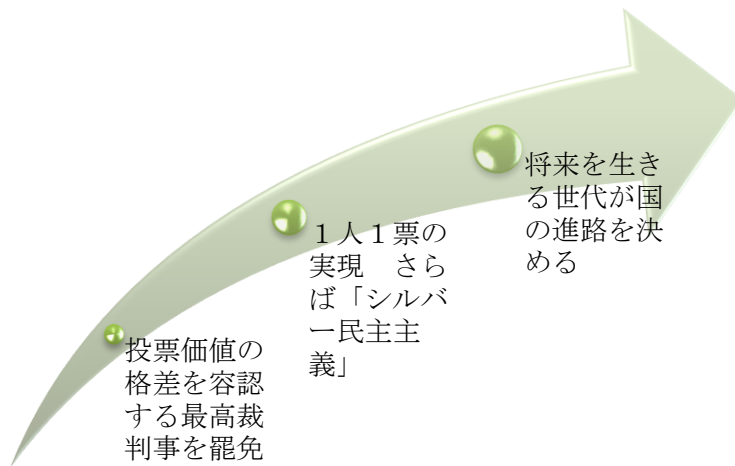 投票価値の
格差を容認
する最高裁
判事を罷免
１人１票の
実現　さら
ば「シルバ
ー民主主
義」
将来を生き
る世代が国
の進路を決
める